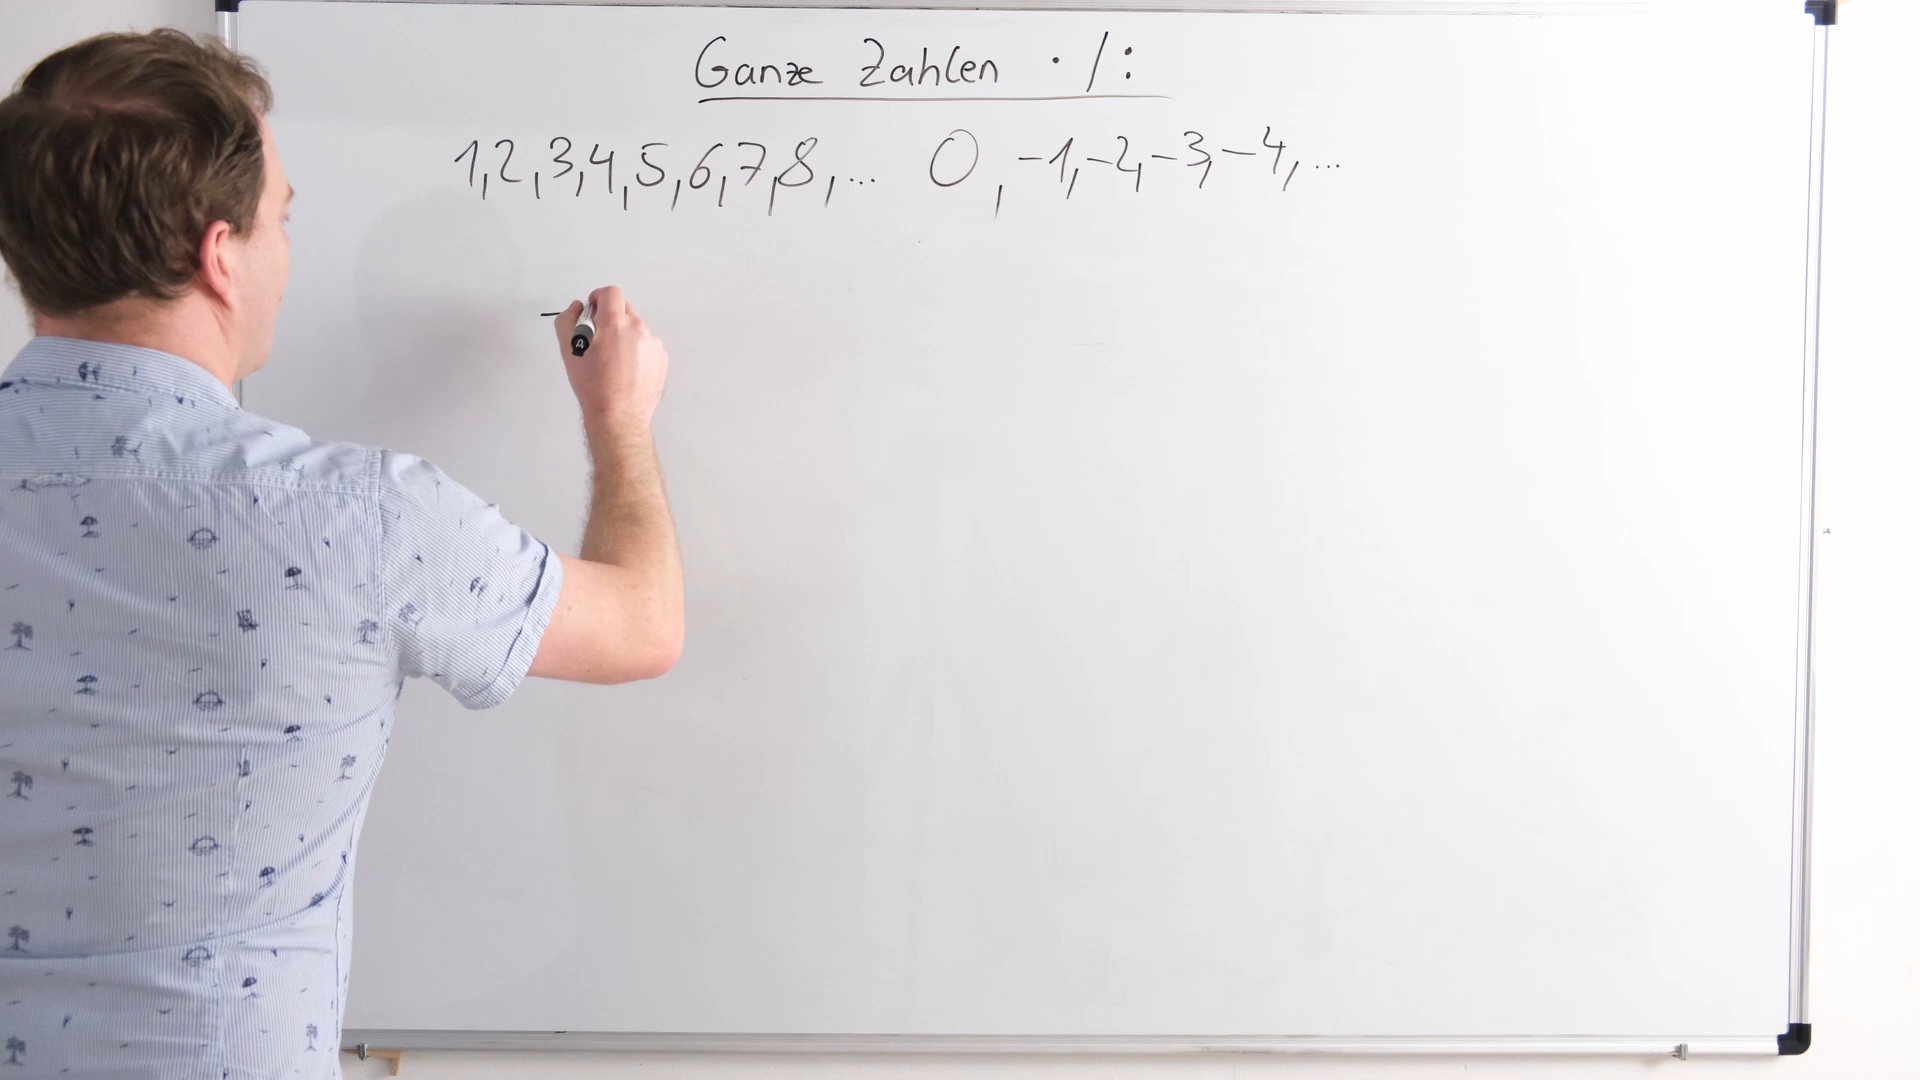 Ganze Zahlen · / :
1,2,3,4,5,6,7,8,... 0, -1,-2,-3,-4,...
-
A